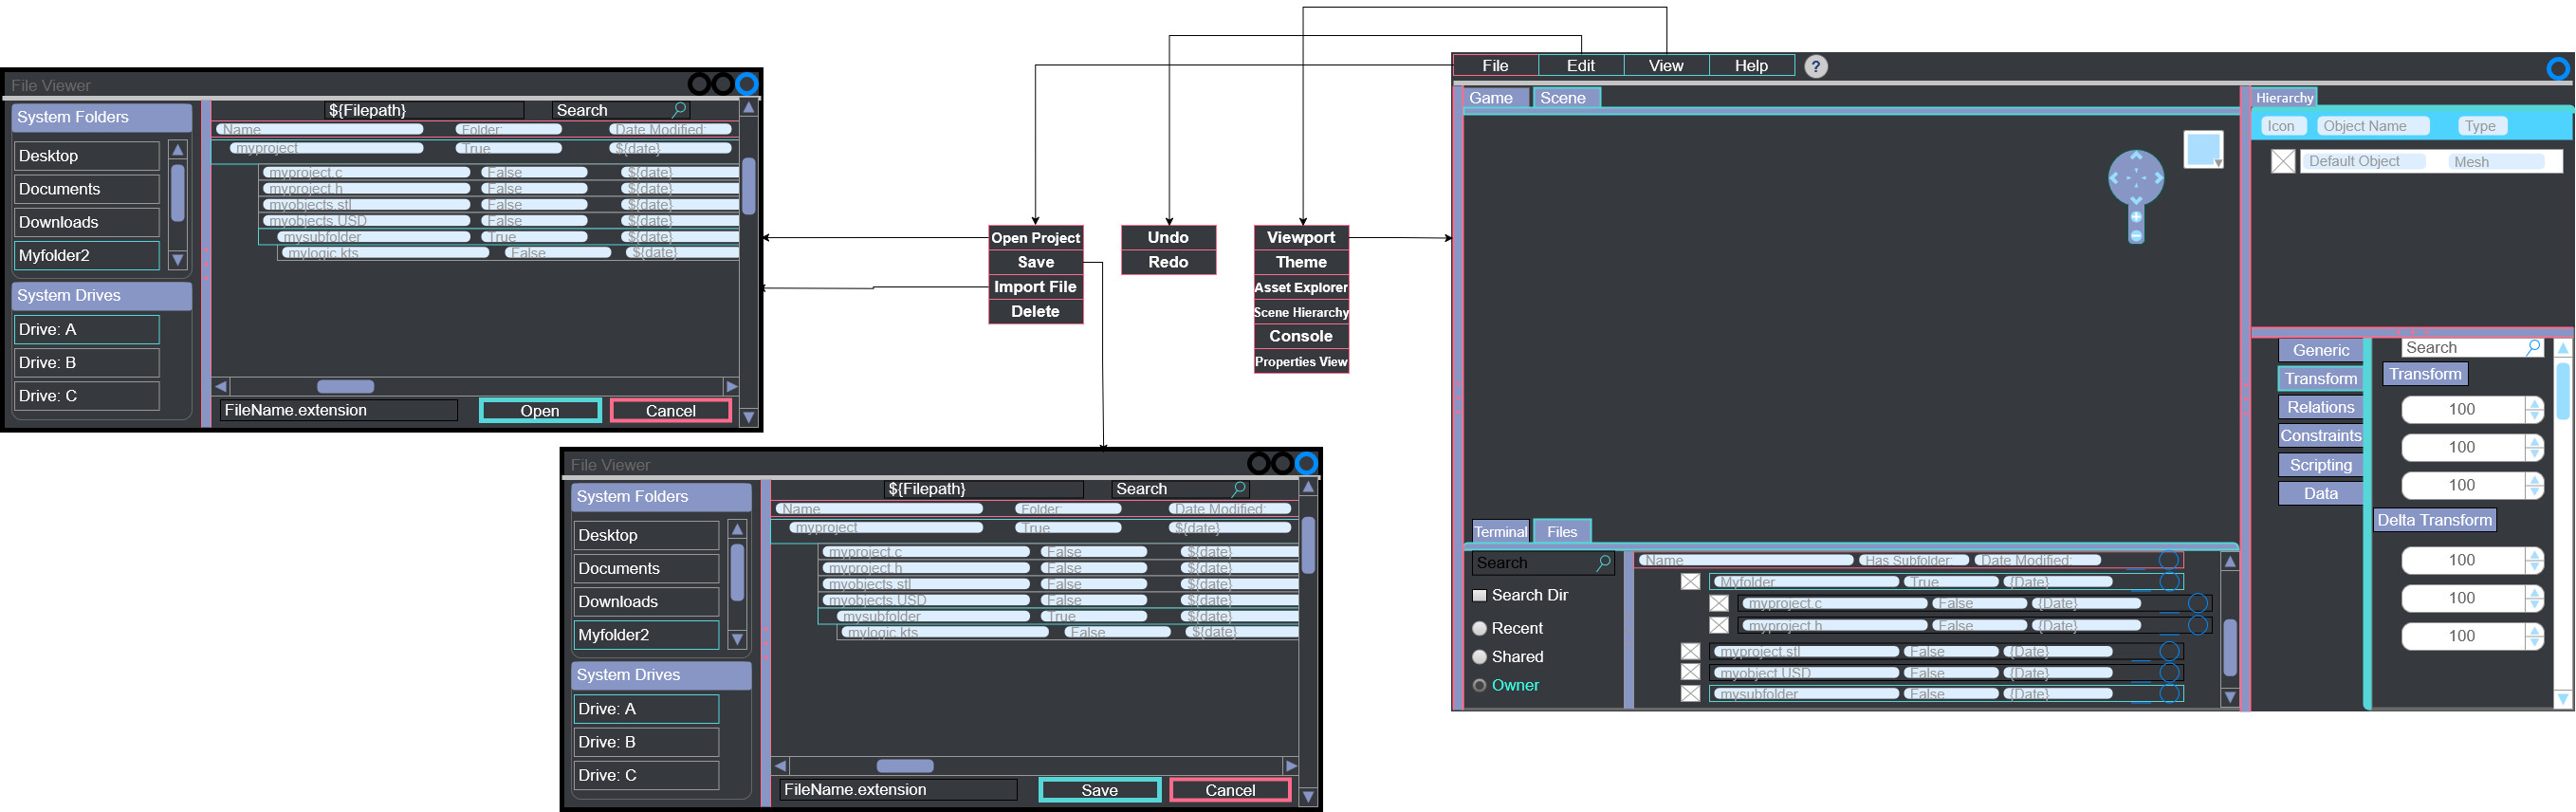 File Viewer
System Folders
Desktop
Documents
Downloads
Myfolder2
System Drives
Drive: A
Drive: B
Drive: C
${Filepath} Search
Name Folder: Date Modified:
myproject True ${date}
myproject.c False ${date}
myproject.h False ${date}
myobjects.stl False ${date}
myobjects.USD False ${date}
mysubfolder True ${date}
mylogic.kts False ${date}
FileName.extension Open Cancel
Open Project
Save
Import File
Delete
Undo
Redo
Viewport
Theme
Asset Explorer
Scene Hierarchy
Console
Properties View
File Viewer
System Folders
Desktop
Documents
Downloads
Myfolder2
System Drives
Drive: A
Drive: B
Drive: C
${Filepath} Search
Name Folder: Date Modified:
myproject True ${date}
myproject.c False ${date}
myproject.h False ${date}
myobjects.stl False ${date}
myobjects.USD False ${date}
mysubfolder True ${date}
mylogic.kts False ${date}
FileName.extension Save Cancel
File Edit View Help ?
Game Scene
Terminal Files
Search
Search Dir
Recent
Shared
Owner
Name Has Subfolder: Date Modified:
Myfolder True {Date}
myproject.c False {Date}
myproject.h False {Date}
myproject.stl False {Date}
myobject.USD False {Date}
mysubfolder False {Date}
Hierarchy
Icon Object Name Type
Default Object Mesh
Generic
Transform
Relations
Constraints
Scripting
Data
Search
Transform
100
100
100
Delta Transform
100
100
100